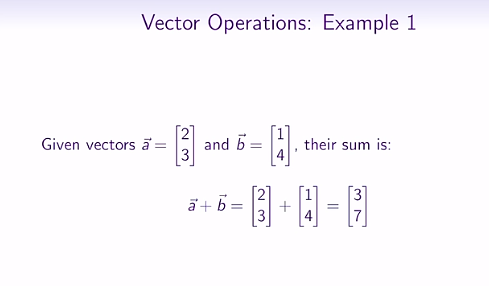 Vector Operations: Example 1
Given vectors \vec{a} = \begin{bmatrix} 2 \\ 3 \end{bmatrix} and \vec{b} = \begin{bmatrix} 1 \\ 4 \end{bmatrix}, their sum is:
\vec{a} + \vec{b} = \begin{bmatrix} 2 \\ 3 \end{bmatrix} + \begin{bmatrix} 1 \\ 4 \end{bmatrix} = \begin{bmatrix} 3 \\ 7 \end{bmatrix}